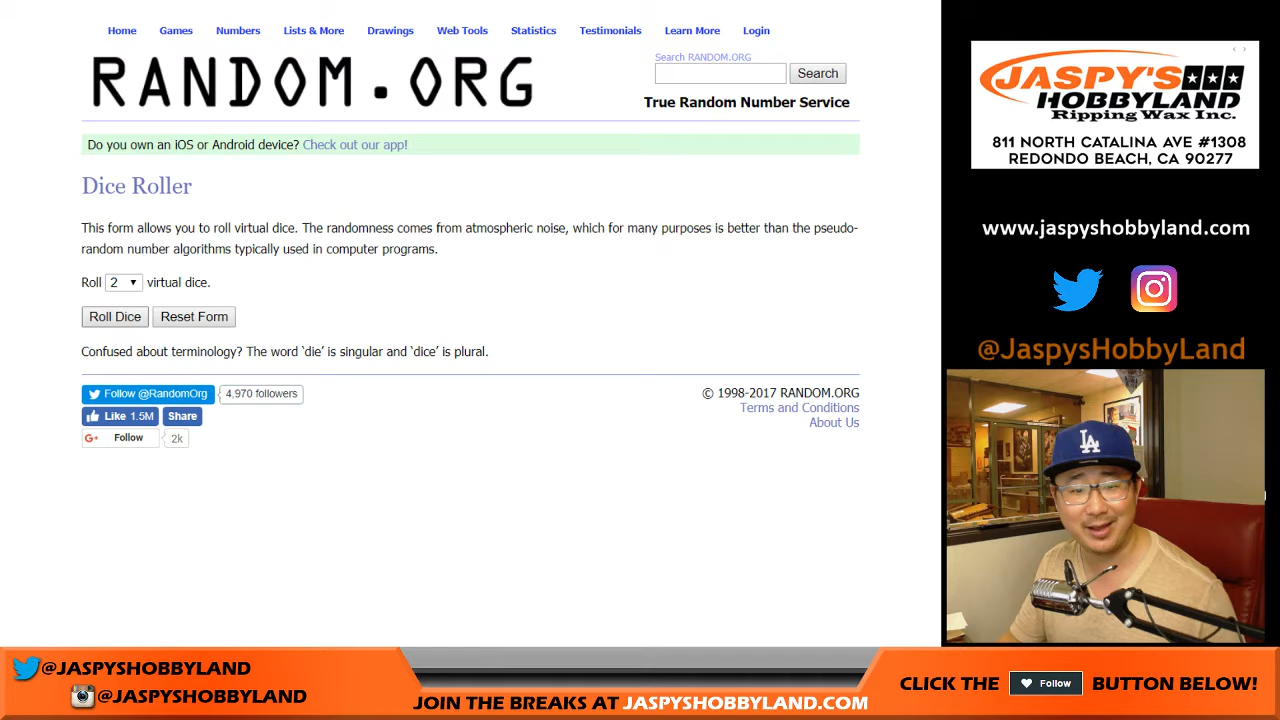 Home Games Numbers Lists & More Drawings Web Tools Statistics Testimonials Learn More Login
RANDOM.ORG
Search RANDOM.ORG
Search
True Random Number Service
Do you own an iOS or Android device? Check out our app!
Dice Roller
This form allows you to roll virtual dice. The randomness comes from atmospheric noise, which for many purposes is better than the pseudo-
random number algorithms typically used in computer programs.
Roll 2 virtual dice.
Roll Dice Reset Form
Confused about terminology? The word ‘die’ is singular and ‘dice’ is plural.
Follow @RandomOrg 4,970 followers
Like 1.5M Share
G+ Follow 2k
© 1998-2017 RANDOM.ORG
Terms and Conditions
About Us
JASPY'S
HOBBYLAND
Ripping Wax Inc.
811 NORTH CATALINA AVE #1308
REDONDO BEACH, CA 90277
www.jaspyshobbyland.com
@JaspysHobbyLand
LA
@JASPYSHOBBYLAND
@JASPYSHOBBYLAND
JOIN THE BREAKS AT JASPYSHOBBYLAND.COM
CLICK THE Follow BUTTON BELOW!